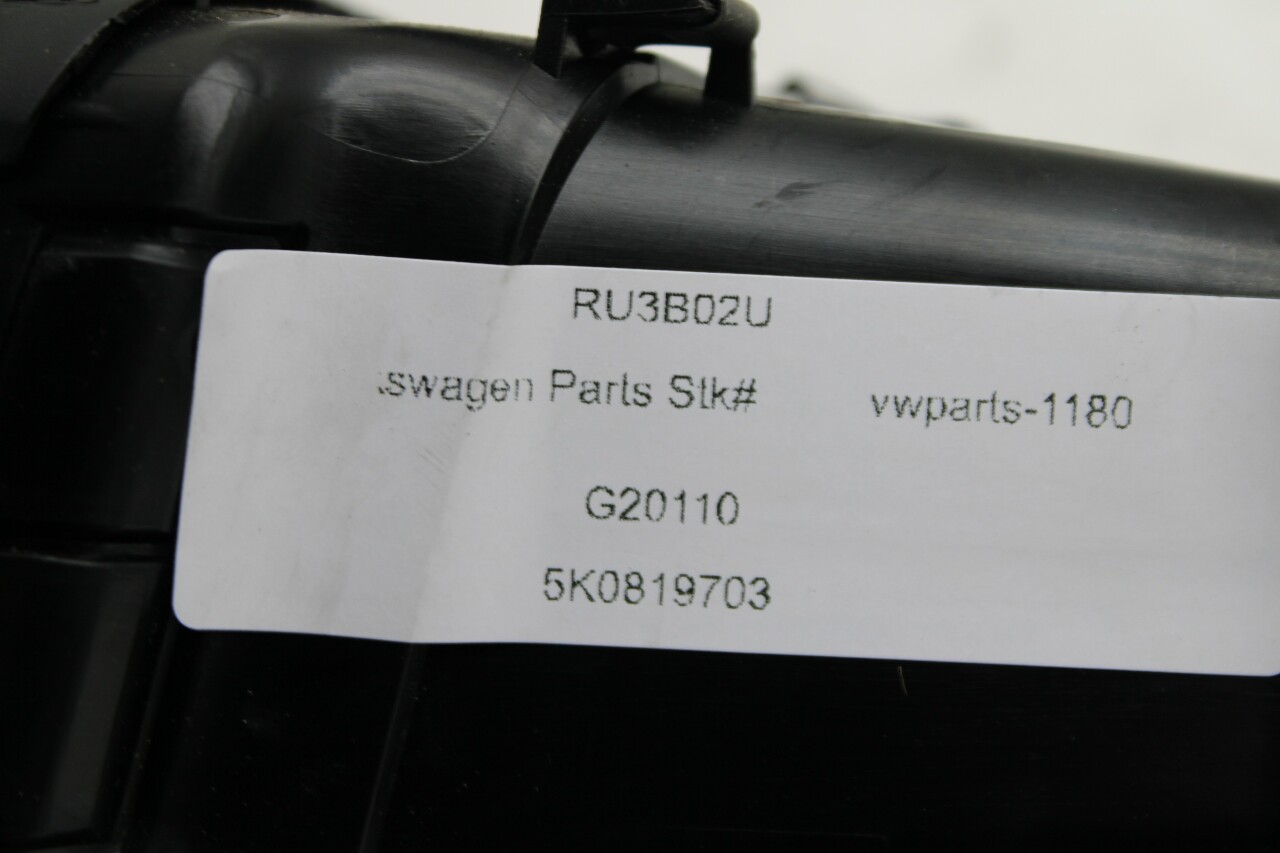 RU3B02U
swagen Parts Stk# vwparts-1180
G20110
5K0819703